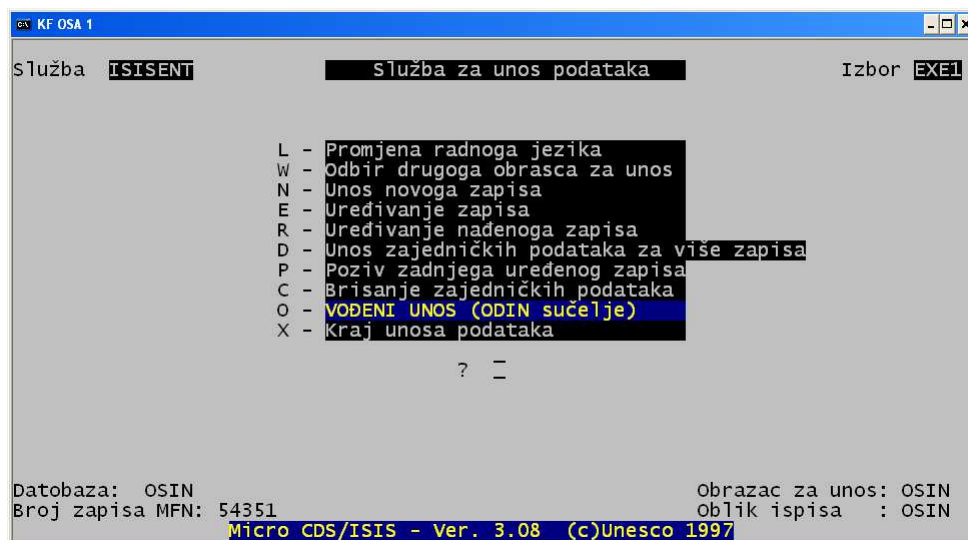 KF OSA 1
Služba ISISENT Služba za unos podataka Izbor EXE1
L - Promjena radnoga jezika
W - Odbir drugoga obrasca za unos
N - Unos novoga zapisa
E - Uređivanje zapisa
R - Uređivanje nađenoga zapisa
D - Unos zajedničkih podataka za više zapisa
P - Poziv zadnjega uređenog zapisa
C - Brisanje zajedničkih podataka
O - VOĐENI UNOS (ODIN sučelje)
X - Kraj unosa podataka
?
Datobaza: OSIN Obrazac za unos: OSIN
Broj zapisa MFN: 54351 Oblik ispisa : OSIN
Micro CDS/ISIS - Ver. 3.08 (c)Unesco 1997